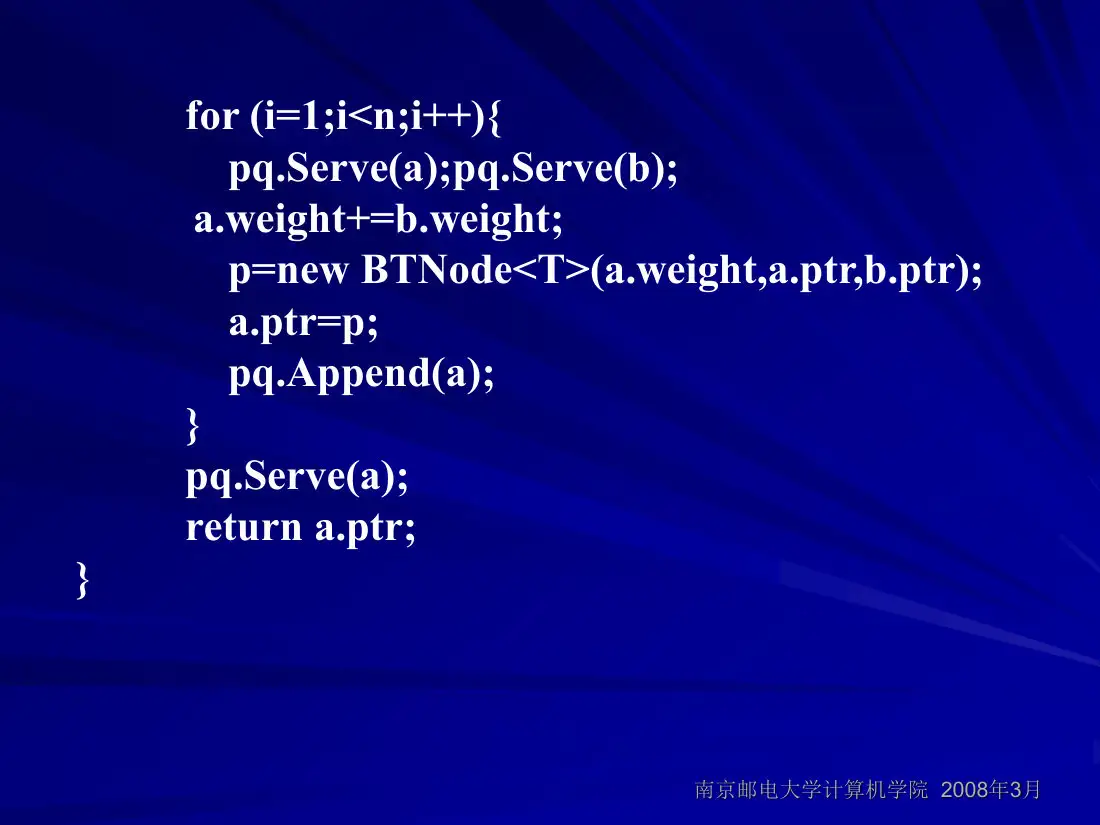 for (i=1;i<n;i++){
pq.Serve(a);pq.Serve(b);
a.weight+=b.weight;
p=new BTNode<T>(a.weight,a.ptr,b.ptr);
a.ptr=p;
pq.Append(a);
}
pq.Serve(a);
return a.ptr;
}
南京邮电大学计算机学院 2008年3月